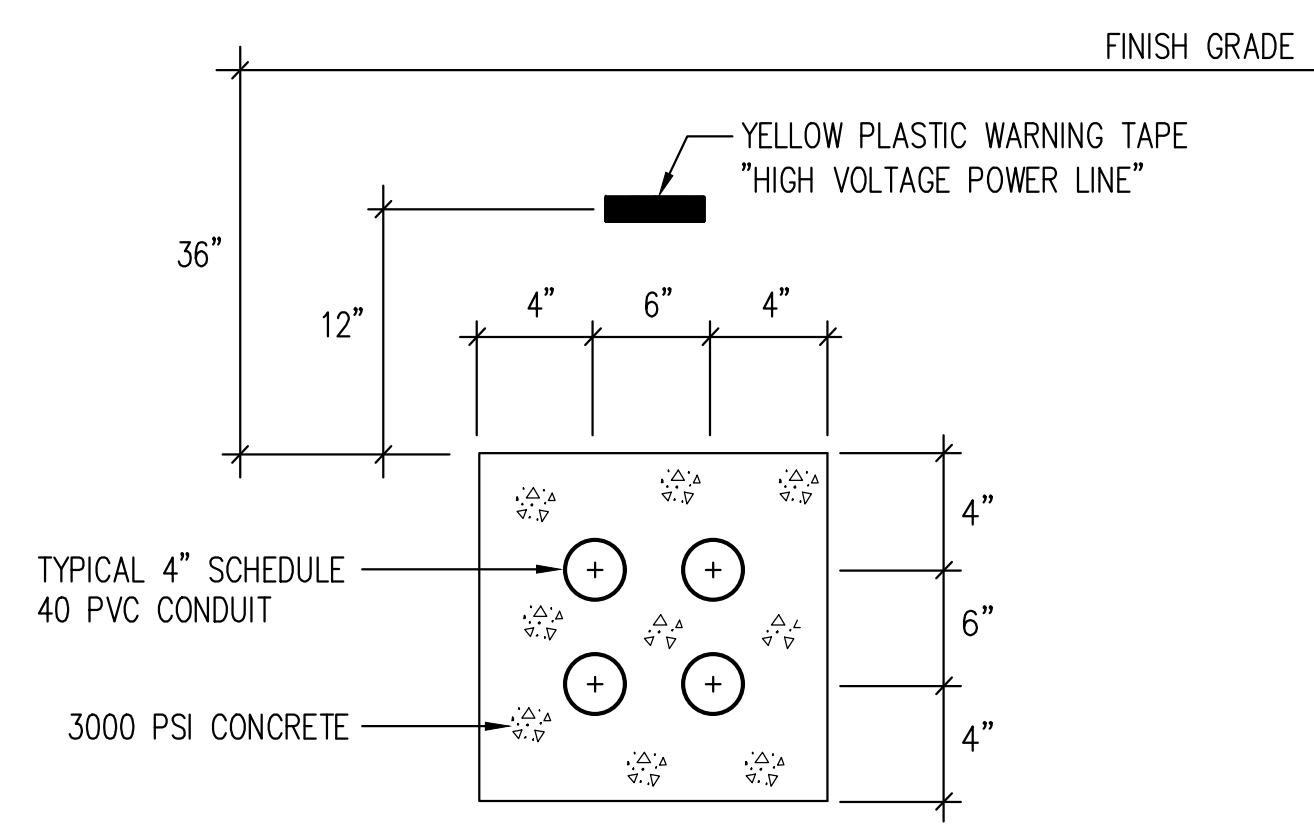 FINISH GRADE
YELLOW PLASTIC WARNING TAPE
"HIGH VOLTAGE POWER LINE"
36"
12"
4" 6" 4"
4"
TYPICAL 4" SCHEDULE
40 PVC CONDUIT
6"
3000 PSI CONCRETE
4"